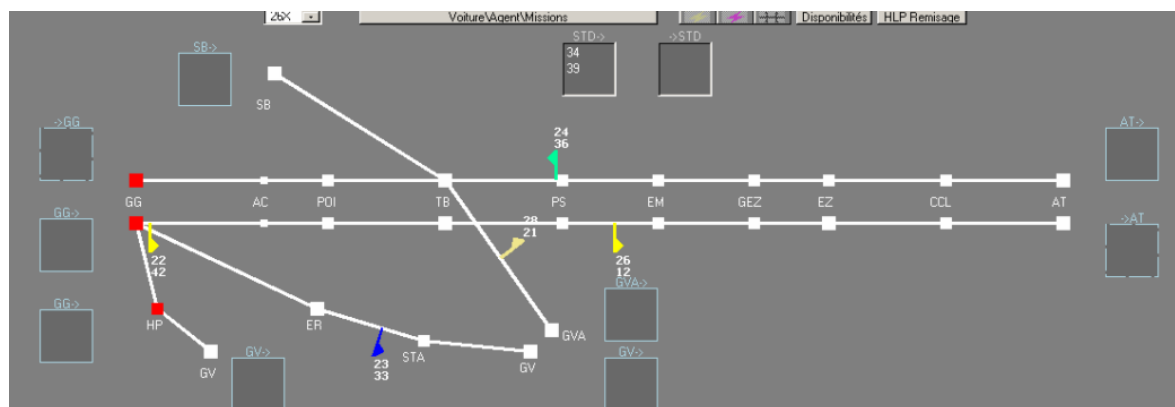 26X
Voiture\Agent\Missions
Disponibilités
HLP Remisage
STD->
->STD
34
39
SB->
SB
->GG
AT->
24
36
GG
AC
POI
TB
PS
EM
GEZ
EZ
CCL
AT
GG->
->AT
28
21
22
42
26
12
GVA->
GG->
HP
ER
STA
GVA
23
33
GV
GV
GV->
GV->